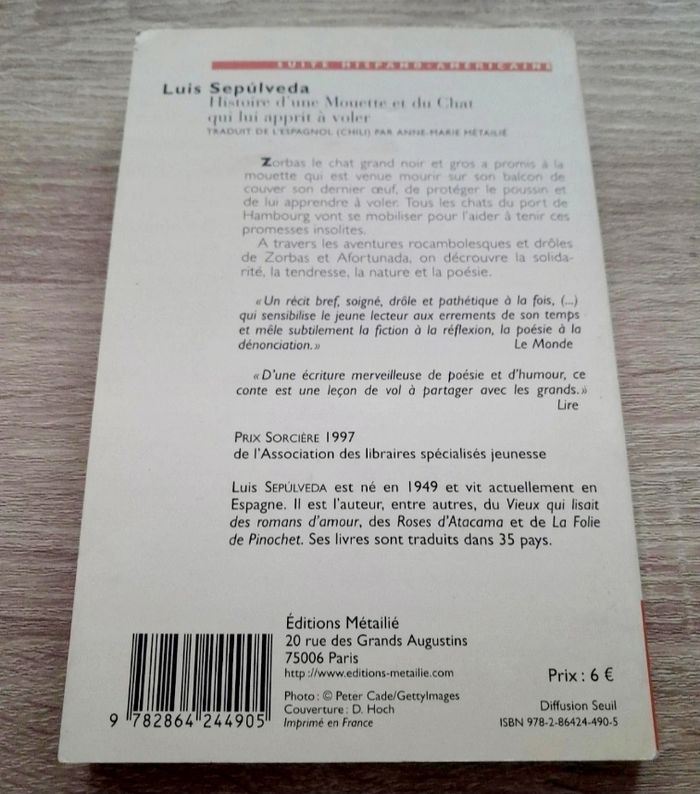 SUITE HISPANO-AMÉRICAINE
Luis Sepúlveda
Histoire d'une Mouette et du Chat
qui lui apprit à voler
TRADUIT DE L'ESPAGNOL (CHILI) PAR ANNE-MARIE MÉTAILIÉ
Zorbas le chat grand noir et gros a promis à la
mouette qui est venue mourir sur son balcon de
couver son dernier œuf, de protéger le poussin et
de lui apprendre à voler. Tous les chats du port de
Hambourg vont se mobiliser pour l'aider à tenir ces
promesses insolites.
A travers les aventures rocambolesques et drôles
de Zorbas et Afortunada, on découvre la solida-
rité, la tendresse, la nature et la poésie.
« Un récit bref, soigné, drôle et pathétique à la fois, (...)
qui sensibilise le jeune lecteur aux errements de son temps
et mêle subtilement la fiction à la réflexion, la poésie à la
dénonciation. » Le Monde
« D'une écriture merveilleuse de poésie et d'humour, ce
conte est une leçon de vol à partager avec les grands. »
Lire
PRIX SORCIÈRE 1997
de l'Association des libraires spécialisés jeunesse
Luis SEPÚLVEDA est né en 1949 et vit actuellement en
Espagne. Il est l'auteur, entre autres, du Vieux qui lisait
des romans d'amour, des Roses d'Atacama et de La Folie
de Pinochet. Ses livres sont traduits dans 35 pays.
Éditions Métailié
20 rue des Grands Augustins
75006 Paris
http://www.editions-metailie.com
Prix : 6 €
Photo : © Peter Cade/GettyImages
Couverture : D. Hoch
Imprimé en France
Diffusion Seuil
ISBN 978-2-86424-490-5
9 782864 244905